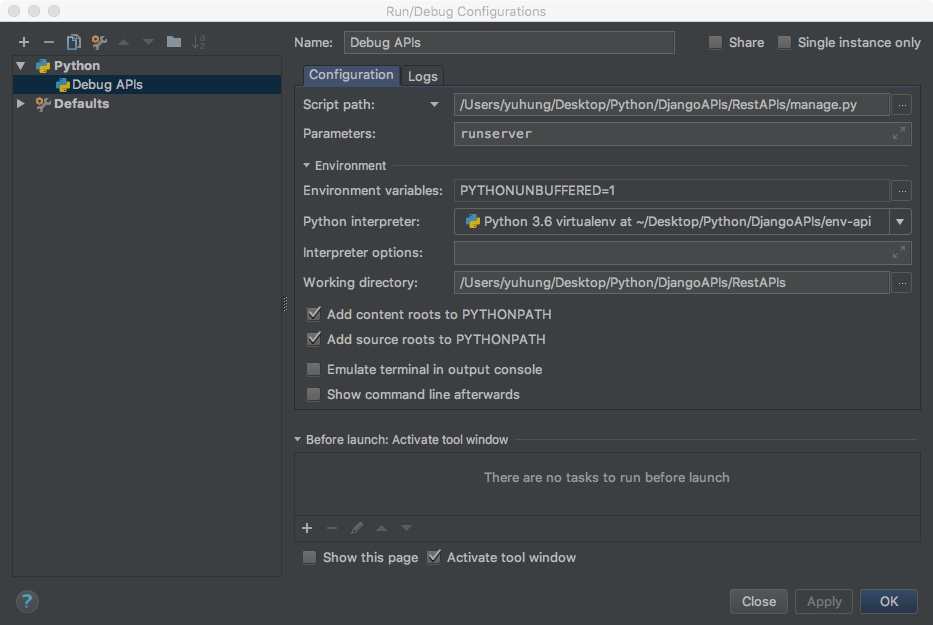 Run/Debug Configurations
Name: Debug APIs Share Single instance only
Python
Debug APIs
Defaults
Configuration Logs
Script path: /Users/yuhung/Desktop/Python/DjangoAPIs/RestAPIs/manage.py ...
Parameters: runserver
Environment
Environment variables: PYTHONUNBUFFERED=1 ...
Python interpreter: Python 3.6 virtualenv at ~/Desktop/Python/DjangoAPIs/env-api
Interpreter options:
Working directory: /Users/yuhung/Desktop/Python/DjangoAPIs/RestAPIs ...
Add content roots to PYTHONPATH
Add source roots to PYTHONPATH
Emulate terminal in output console
Show command line afterwards
Before launch: Activate tool window
There are no tasks to run before launch
Show this page Activate tool window
? Close Apply OK